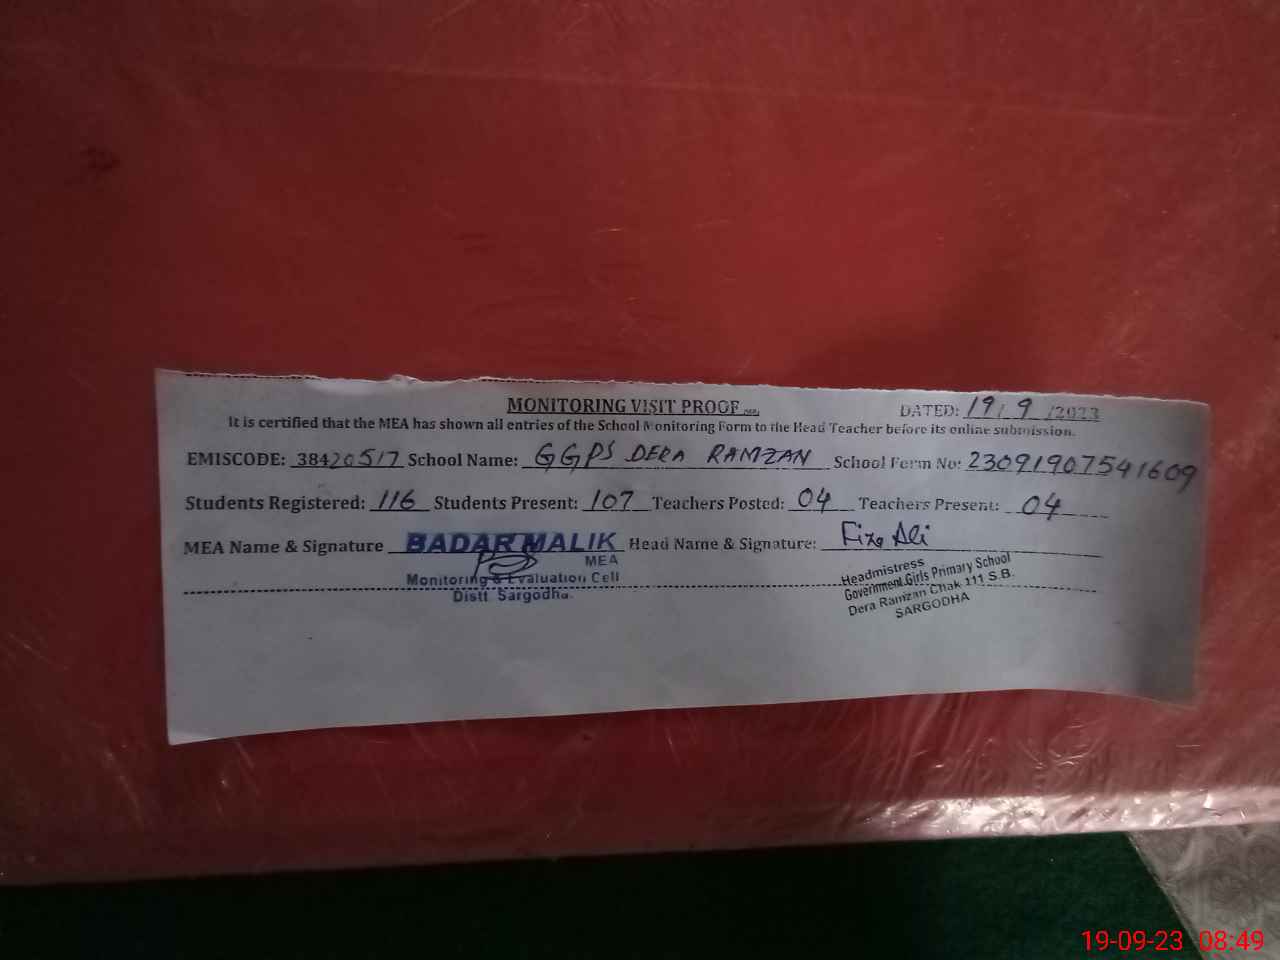 MONITORING VISIT PROOF
DATED: 19/ 9 /2023
It is certified that the MEA has shown all entries of the School Monitoring Form to the Head Teacher before its online submission.
EMISCODE: 38420517 School Name: GGPS DERA RAMZAN School Form No: 23091907541609
Students Registered: 116 Students Present: 107 Teachers Posted: 04 Teachers Present: 04
MEA Name & Signature BADAR MALIK Head Name & Signature: Fiza Ali
MEA
Monitoring & Evaluation Cell
Distt Sargodha.
Headmistress
Government Girls Primary School
Dera Ramzan Chak 111 S.B.
SARGODHA
19-09-23 08:49